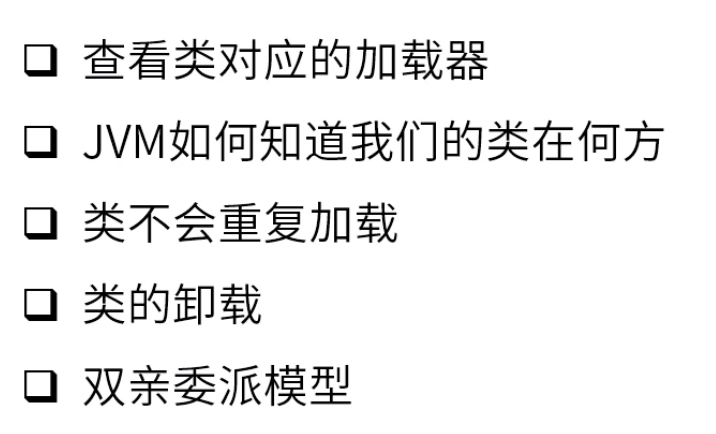 查看类对应的加载器
JVM如何知道我们的类在何方
类不会重复加载
类的卸载
双亲委派模型